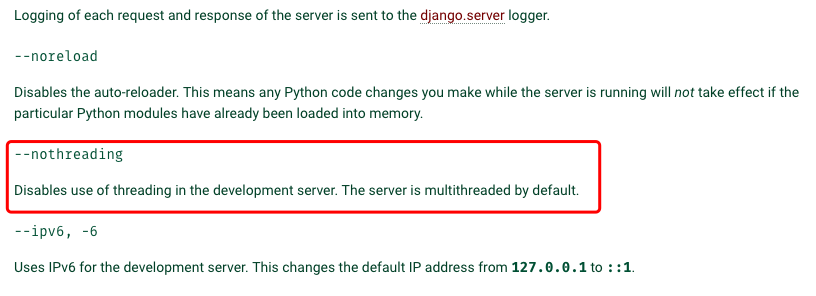 Logging of each request and response of the server is sent to the django.server logger.
--noreload
Disables the auto-reloader. This means any Python code changes you make while the server is running will not take effect if the
particular Python modules have already been loaded into memory.
--nothreading
Disables use of threading in the development server. The server is multithreaded by default.
--ipv6, -6
Uses IPv6 for the development server. This changes the default IP address from 127.0.0.1 to ::1.